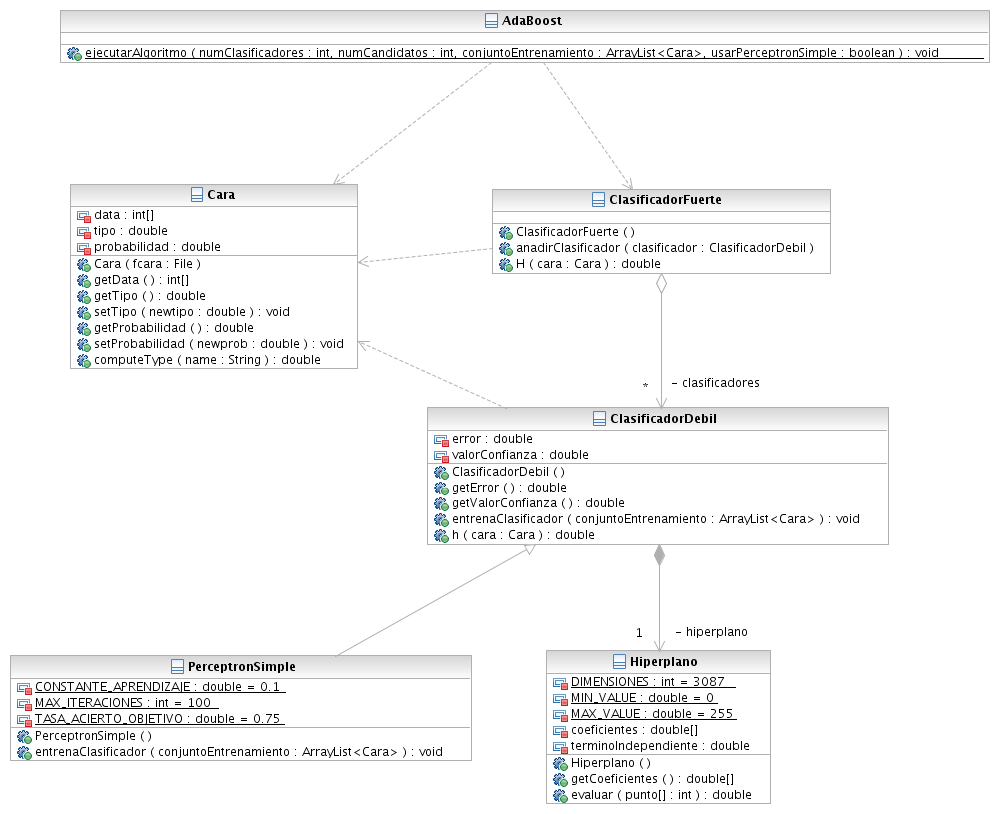 AdaBoost
ejecutarAlgoritmo ( numClasificadores : int, numCandidatos : int, conjuntoEntrenamiento : ArrayList<Cara>, usarPerceptronSimple : boolean ) : void
Cara
data : int[]
tipo : double
probabilidad : double
Cara ( fcara : File )
getData ( ) : int[]
getTipo ( ) : double
setTipo ( newtipo : double ) : void
getProbabilidad ( ) : double
setProbabilidad ( newprob : double ) : void
computeType ( name : String ) : double
ClasificadorFuerte
ClasificadorFuerte ( )
anadirClasificador ( clasificador : ClasificadorDebil )
H ( cara : Cara ) : double
* - clasificadores
ClasificadorDebil
error : double
valorConfianza : double
ClasificadorDebil ( )
getError ( ) : double
getValorConfianza ( ) : double
entrenaClasificador ( conjuntoEntrenamiento : ArrayList<Cara> ) : void
h ( cara : Cara ) : double
1 - hiperplano
PerceptronSimple
CONSTANTE_APRENDIZAJE : double = 0.1
MAX_ITERACIONES : int = 100
TASA_ACIERTO_OBJETIVO : double = 0.75
PerceptronSimple ( )
entrenaClasificador ( conjuntoEntrenamiento : ArrayList<Cara> ) : void
Hiperplano
DIMENSIONES : int = 3087
MIN_VALUE : double = 0
MAX_VALUE : double = 255
coeficientes : double[]
terminoIndependiente : double
Hiperplano ( )
getCoeficientes ( ) : double[]
evaluar ( punto[] : int ) : double